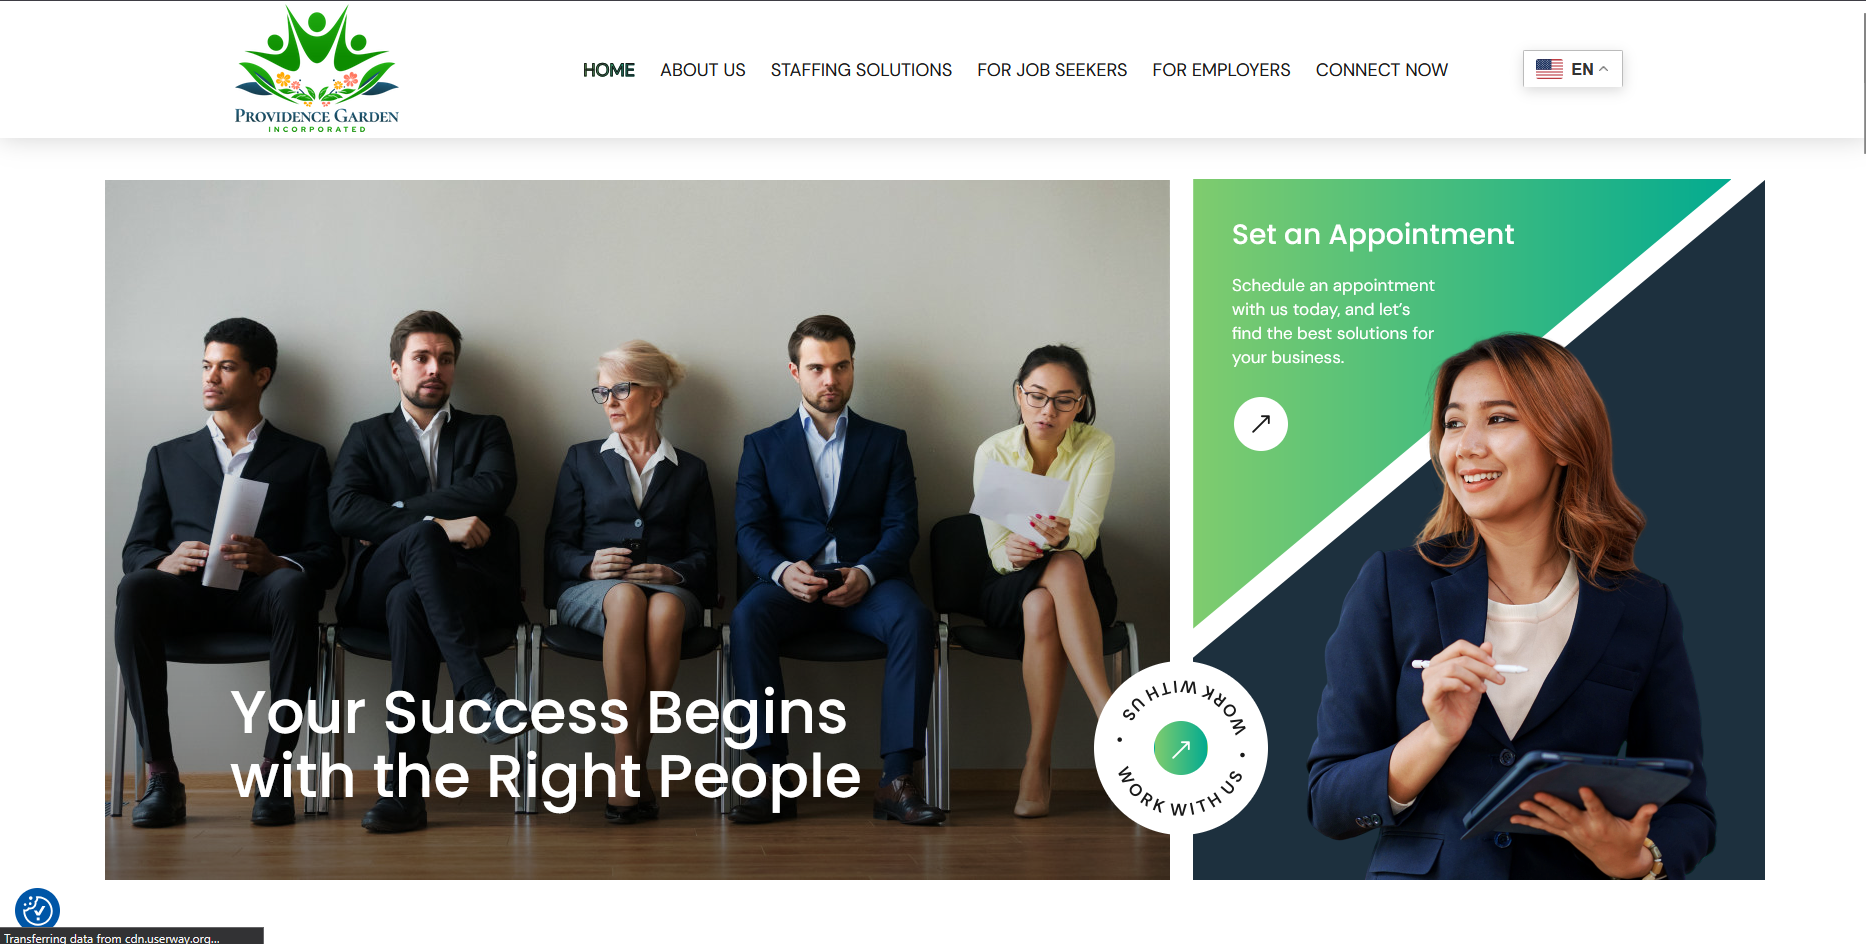 PROVIDENCE GARDEN
INCORPORATED
HOME
ABOUT US
STAFFING SOLUTIONS
FOR JOB SEEKERS
FOR EMPLOYERS
CONNECT NOW
EN
Your Success Begins
with the Right People
Set an Appointment
Schedule an appointment
with us today, and let’s
find the best solutions for
your business.
WORK WITH US • WORK WITH US •
Transferring data from cdn.userway.org...